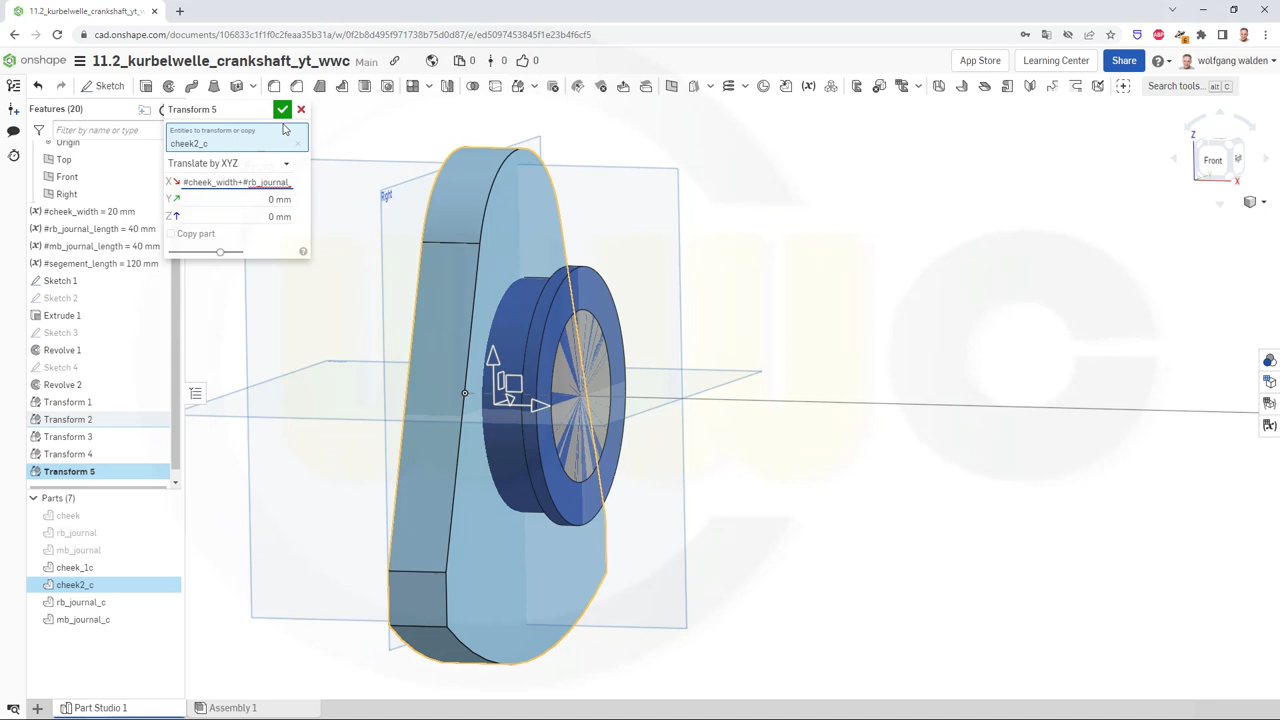 11.2_kurbelwelle_crankshaft_yt_w
cad.onshape.com/documents/106833c1f1f0c2feaa35b31a/w/0f2b8d495f971738b75d0f87/e/ed5097453845f1e23b4f6cf5
onshape
11.2_kurbelwelle_crankshaft_yt_wwc
Main
0
0
0
App Store
Learning Center
Share
wolfgang walden
Sketch
Search tools...
alt
c
Features (20)
Filter by name or type
Origin
Top
Front
Right
(x) #cheek_width = 20 mm
(x) #rb_journal_length = 40 mm
(x) #mb_journal_length = 40 mm
(x) #segement_length = 120 mm
Sketch 1
Sketch 2
Extrude 1
Sketch 3
Revolve 1
Sketch 4
Revolve 2
Transform 1
Transform 2
Transform 3
Transform 4
Transform 5
Parts (7)
cheek
rb_journal
mb_journal
cheek_1c
cheek2_c
rb_journal_c
mb_journal_c
Transform 5
Entities to transform or copy
cheek2_c
Translate by XYZ
X
#cheek_width+#rb_journal_
Y
0 mm
Z
0 mm
Copy part
Right
Z
Front
X
Part Studio 1
Assembly 1